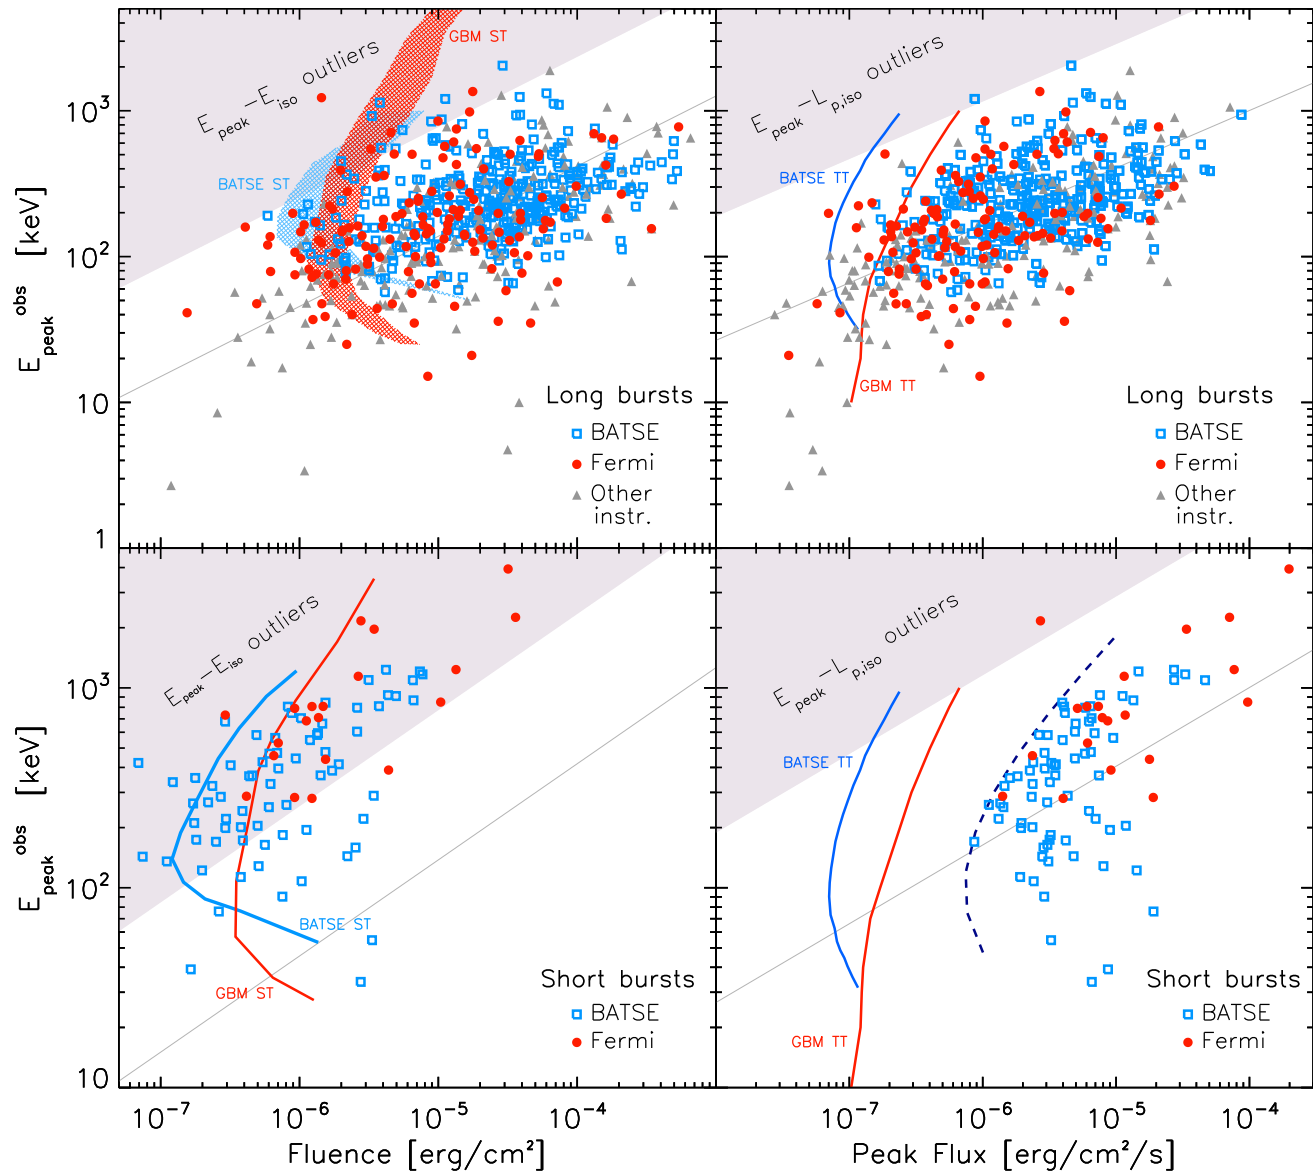 E_peak-E_iso outliers
GBM ST
BATSE ST
Long bursts
BATSE
Fermi
Other
instr.
10³
10²
10
1
E_peak^obs [keV]
E_peak-L_p,iso outliers
BATSE TT
GBM TT
Long bursts
BATSE
Fermi
Other
instr.
E_peak-E_iso outliers
BATSE ST
GBM ST
Short bursts
BATSE
Fermi
10³
10²
10
E_peak^obs [keV]
10⁻⁷ 10⁻⁶ 10⁻⁵ 10⁻⁴
Fluence [erg/cm²]
E_peak-L_p,iso outliers
BATSE TT
GBM TT
Short bursts
BATSE
Fermi
10⁻⁷ 10⁻⁶ 10⁻⁵ 10⁻⁴
Peak Flux [erg/cm²/s]